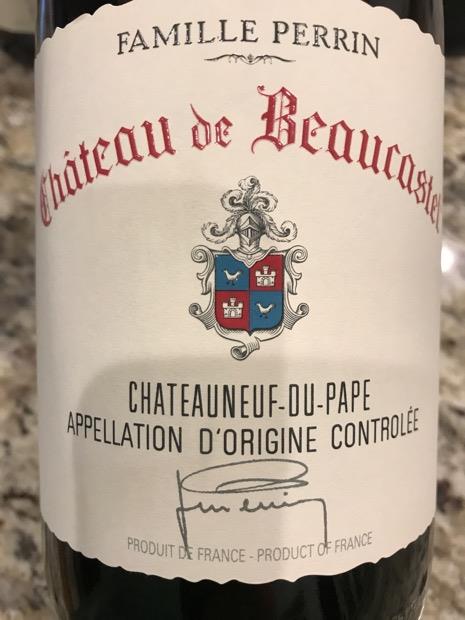 FAMILLE PERRIN
Château de Beaucastel
CHATEAUNEUF-DU-PAPE
APPELLATION D'ORIGINE CONTROLÉE
PRODUIT DE FRANCE - PRODUCT OF FRANCE